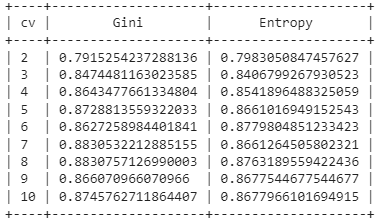 +----+--------------------+--------------------+
| cv | Gini | Entropy |
+----+--------------------+--------------------+
| 2 | 0.7915254237288136 | 0.7983050847457627 |
| 3 | 0.8474481163023585 | 0.8406799267930523 |
| 4 | 0.8643477661334804 | 0.8541896488325059 |
| 5 | 0.8728813559322033 | 0.8661016949152543 |
| 6 | 0.8627258984401841 | 0.8779804851233423 |
| 7 | 0.8830532212885155 | 0.8661264505802321 |
| 8 | 0.8830757126990003 | 0.8763189559422436 |
| 9 | 0.866070966070966 | 0.8677544677544677 |
| 10 | 0.8745762711864407 | 0.8677966101694915 |
+----+--------------------+--------------------+